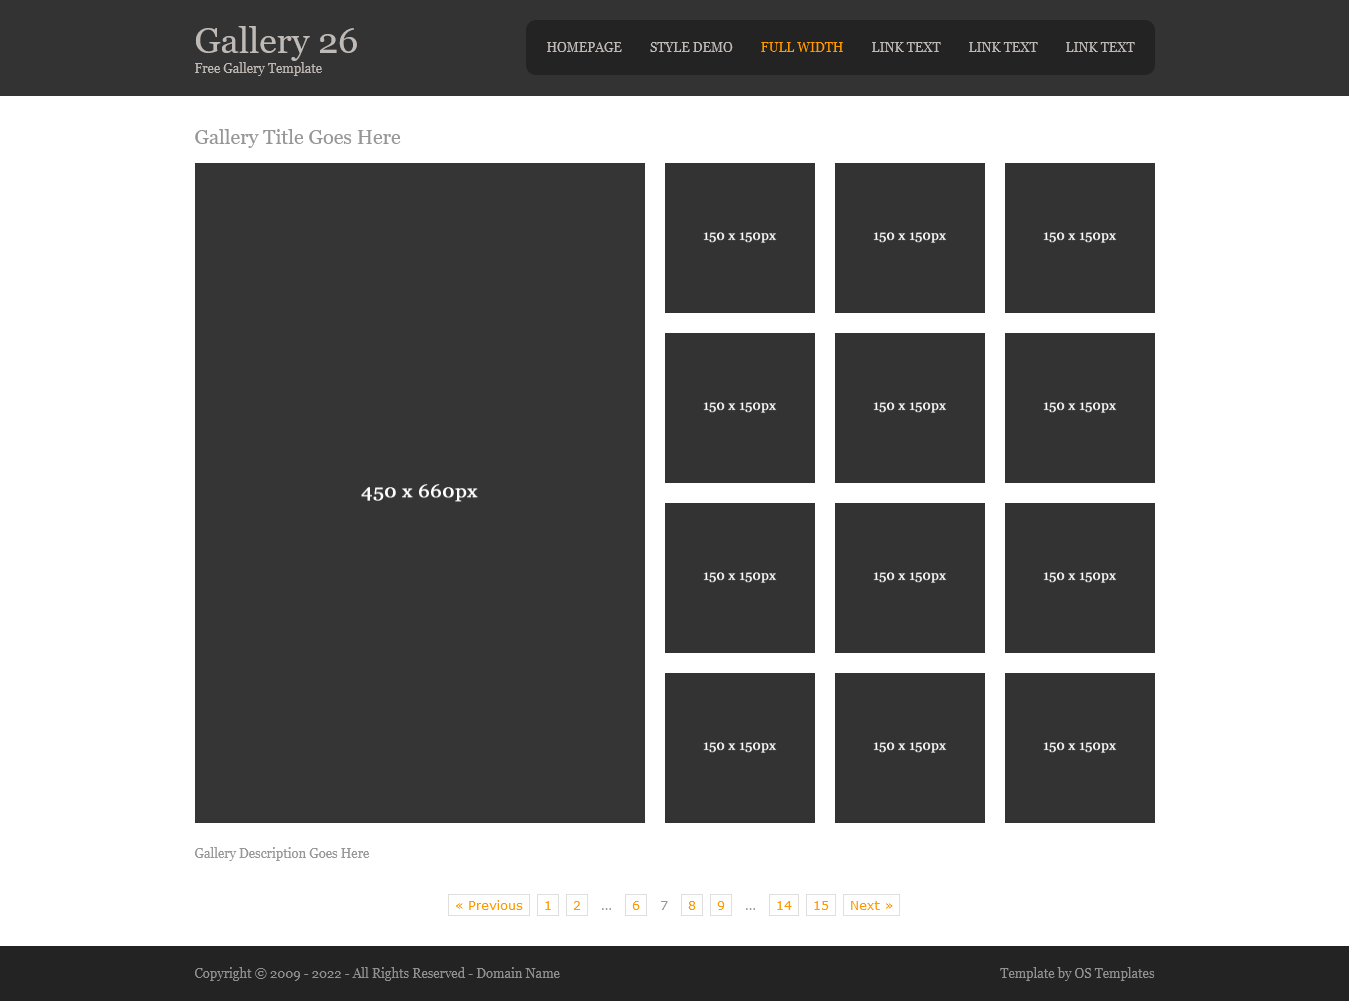 Gallery 26
Free Gallery Template
HOMEPAGE STYLE DEMO FULL WIDTH LINK TEXT LINK TEXT LINK TEXT
Gallery Title Goes Here
450 x 660px
150 x 150px 150 x 150px 150 x 150px
150 x 150px 150 x 150px 150 x 150px
150 x 150px 150 x 150px 150 x 150px
150 x 150px 150 x 150px 150 x 150px
Gallery Description Goes Here
« Previous 1 2 ... 6 7 8 9 ... 14 15 Next »
Copyright © 2009 - 2022 - All Rights Reserved - Domain Name
Template by OS Templates